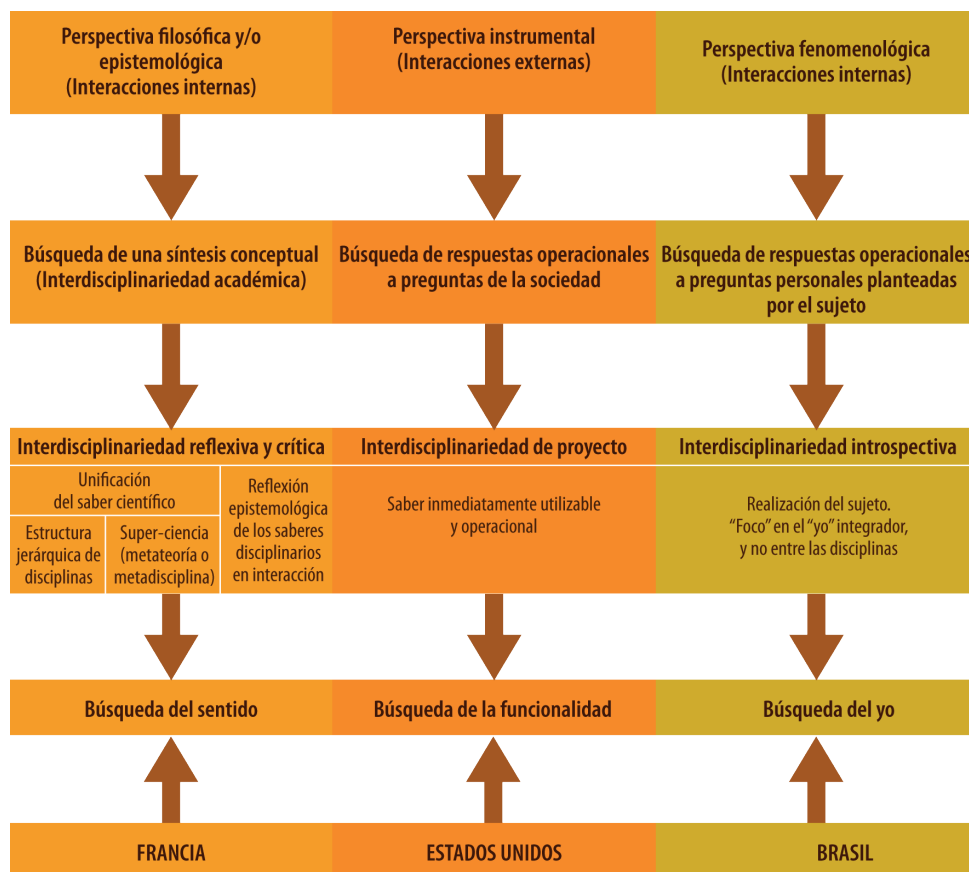 Perspectiva filosófica y/o
epistemológica
(Interacciones internas)
Perspectiva instrumental
(Interacciones externas)
Perspectiva fenomenológica
(Interacciones internas)
Búsqueda de una síntesis conceptual
(Interdisciplinariedad académica)
Búsqueda de respuestas operacionales
a preguntas de la sociedad
Búsqueda de respuestas operacionales
a preguntas personales planteadas
por el sujeto
Interdisciplinariedad reflexiva y crítica
Unificación
del saber científico
Estructura
jerárquica de
disciplinas
Super-ciencia
(metateoría o
metadisciplina)
Reflexión
epistemológica
de los saberes
disciplinarios
en interacción
Interdisciplinariedad de proyecto
Saber inmediatamente utilizable
y operacional
Interdisciplinariedad introspectiva
Realización del sujeto.
“Foco” en el “yo” integrador,
y no entre las disciplinas
Búsqueda del sentido
Búsqueda de la funcionalidad
Búsqueda del yo
FRANCIA
ESTADOS UNIDOS
BRASIL